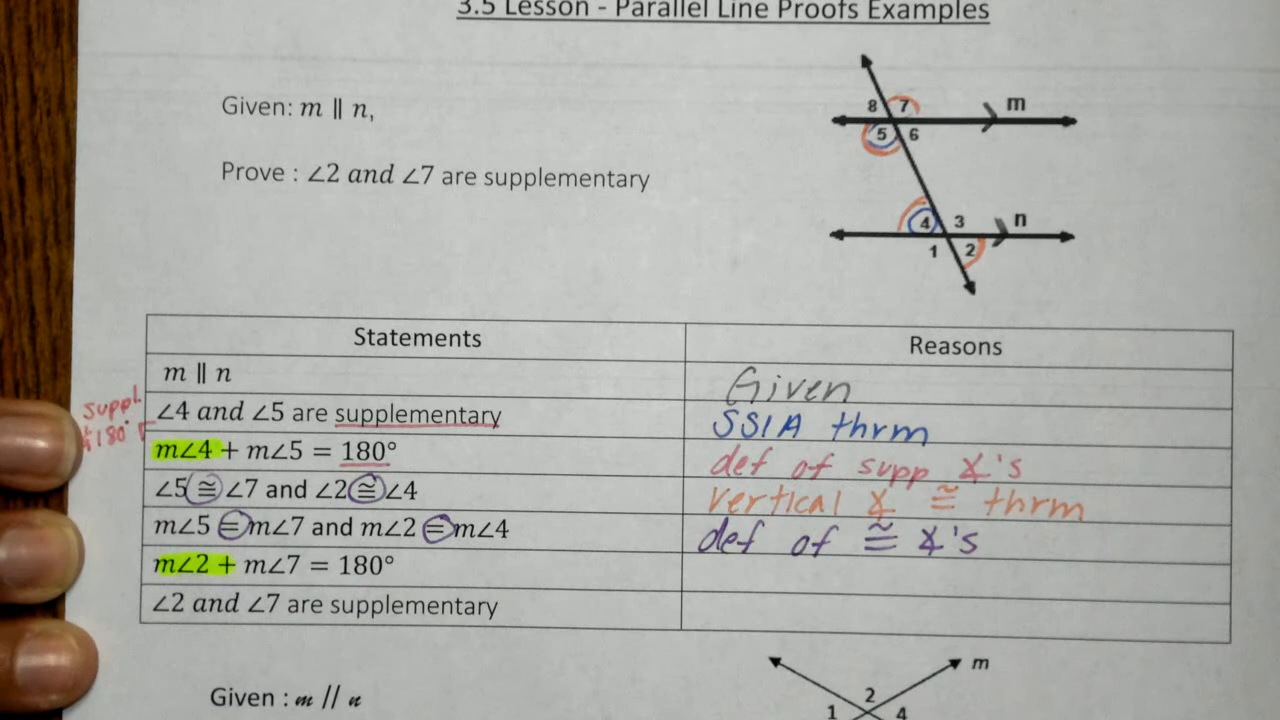 3.5 Lesson - Parallel Line Proofs Examples
Given: m ∥ n,
Prove : ∠2 and ∠7 are supplementary
8 7 m
5 6
4 3 n
1 2
Statements Reasons
m ∥ n Given
∠4 and ∠5 are supplementary SSIA thrm
suppl.
180°
m∠4 + m∠5 = 180° def of supp ∡'s
∠5 ≅ ∠7 and ∠2 ≅ ∠4 vertical ∡ ≅ thrm
m∠5 = m∠7 and m∠2 = m∠4 def of ≅ ∡'s
m∠2 + m∠7 = 180°
∠2 and ∠7 are supplementary
Given : m // n
m
2
1 4